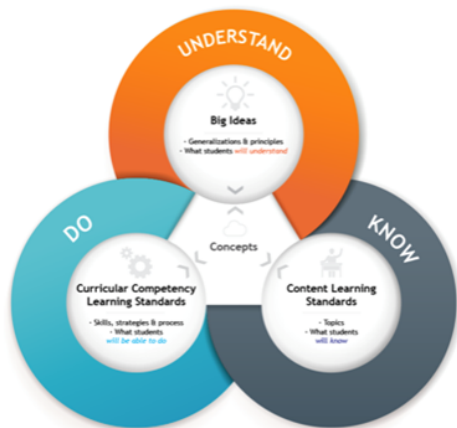 UNDERSTAND
Big Ideas
- Generalizations & principles
- What students will understand
DO
Concepts
KNOW
Curricular Competency
Learning Standards
- Skills, strategies & process
- What students
will be able to do
Content Learning
Standards
- Topics
- What students
will know